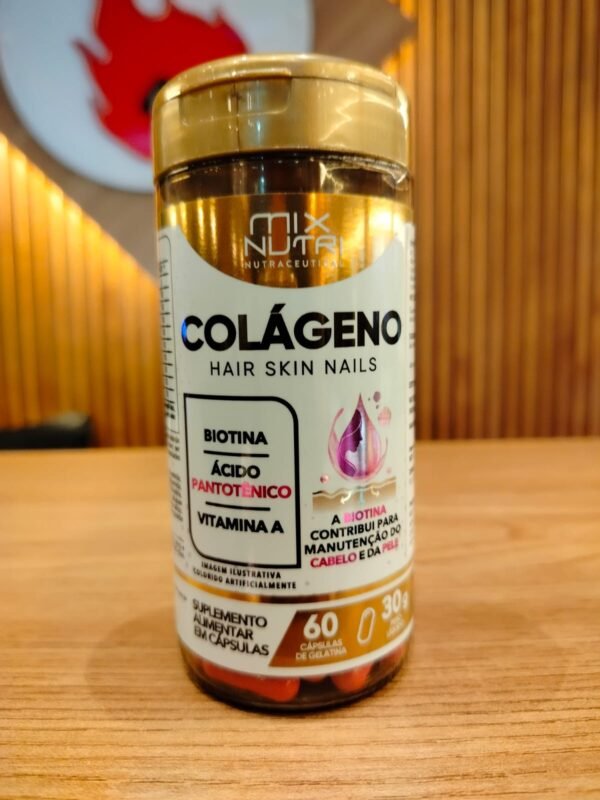 MIX
NUTRI
NUTRACEUTICAL
COLÁGENO
HAIR SKIN NAILS
BIOTINA
ÁCIDO
PANTOTÊNICO
VITAMINA A
A BIOTINA
CONTRIBUI PARA
MANUTENÇÃO DO
CABELO E DA PELE
IMAGEM ILUSTRATIVA
COLORIDO ARTIFICIALMENTE
SUPLEMENTO
ALIMENTAR
EM CÁPSULAS
60
CÁPSULAS
DE GELATINA
30g